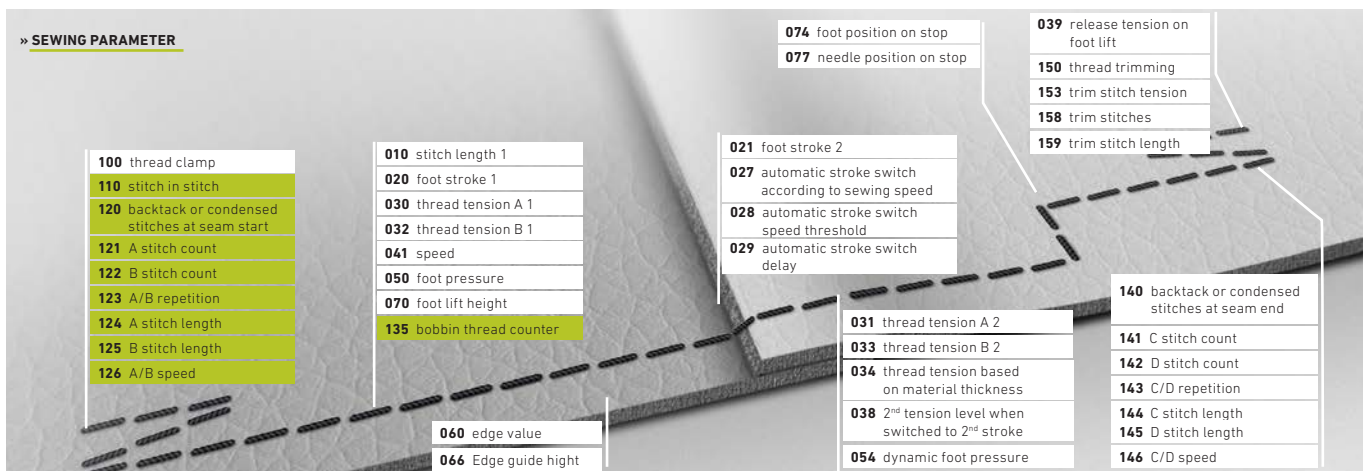 » SEWING PARAMETER
100 thread clamp
110 stitch in stitch
120 backtack or condensed
stitches at seam start
121 A stitch count
122 B stitch count
123 A/B repetition
124 A stitch length
125 B stitch length
126 A/B speed
010 stitch length 1
020 foot stroke 1
030 thread tension A 1
032 thread tension B 1
041 speed
050 foot pressure
070 foot lift height
135 bobbin thread counter
060 edge value
066 Edge guide hight
021 foot stroke 2
027 automatic stroke switch
according to sewing speed
028 automatic stroke switch
speed threshold
029 automatic stroke switch
delay
074 foot position on stop
077 needle position on stop
031 thread tension A 2
033 thread tension B 2
034 thread tension based
on material thickness
038 2nd tension level when
switched to 2nd stroke
054 dynamic foot pressure
039 release tension on
foot lift
150 thread trimming
153 trim stitch tension
158 trim stitches
159 trim stitch length
140 backtack or condensed
stitches at seam end
141 C stitch count
142 D stitch count
143 C/D repetition
144 C stitch length
145 D stitch length
146 C/D speed